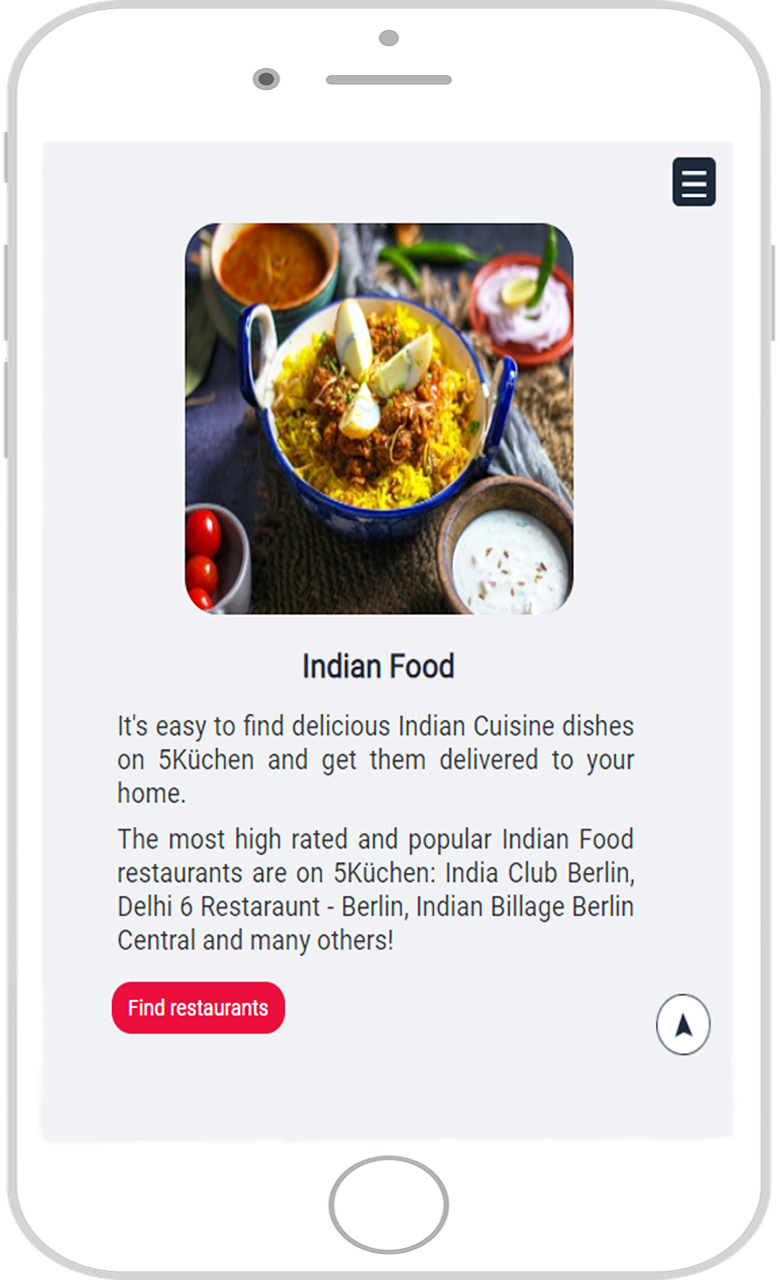 Indian Food
It's easy to find delicious Indian Cuisine dishes
on 5Küchen and get them delivered to your
home.
The most high rated and popular Indian Food
restaurants are on 5Küchen: India Club Berlin,
Delhi 6 Restaraunt - Berlin, Indian Billage Berlin
Central and many others!
Find restaurants